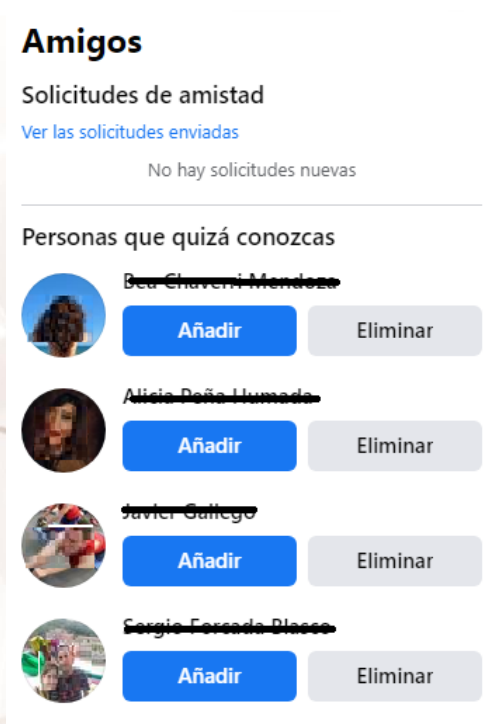 Amigos
Solicitudes de amistad
Ver las solicitudes enviadas
No hay solicitudes nuevas
Personas que quizá conozcas
Añadir Eliminar
Añadir Eliminar
Añadir Eliminar
Añadir Eliminar